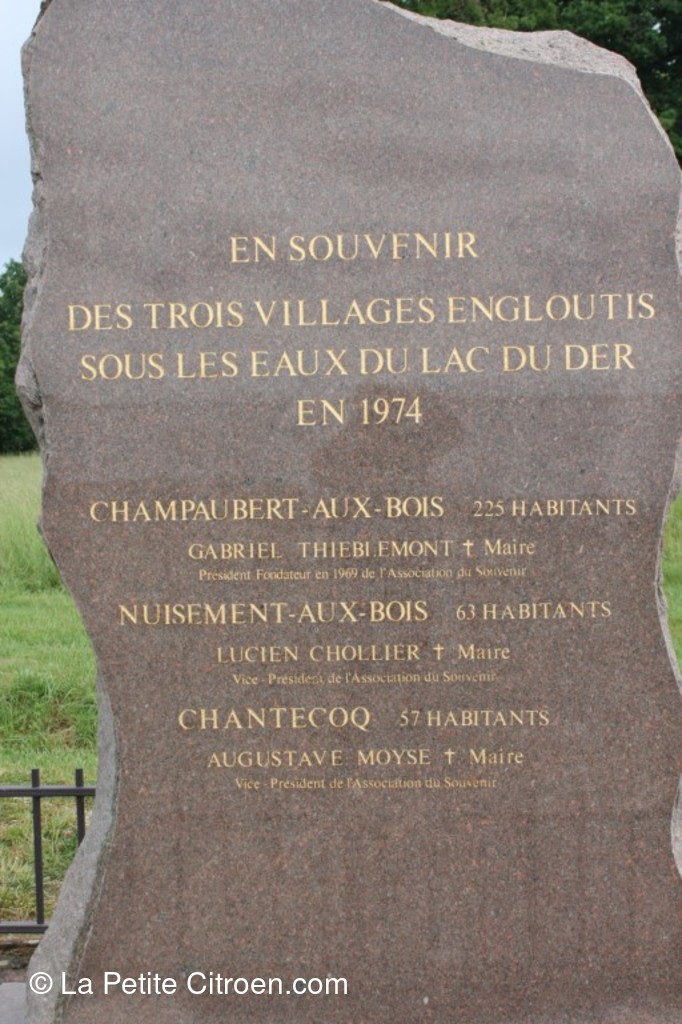 EN SOUVENIR
DES TROIS VILLAGES ENGLOUTIS
SOUS LES EAUX DU LAC DU DER
EN 1974
CHAMPAUBERT-AUX-BOIS 225 HABITANTS
GABRIEL THIEBLEMONT † Maire
Président Fondateur en 1969 de l'Association du Souvenir
NUISEMENT-AUX-BOIS 63 HABITANTS
LUCIEN CHOLLIER † Maire
Vice - Président de l'Association du Souvenir
CHANTECOQ 57 HABITANTS
AUGUSTAVE MOYSE † Maire
Vice - Président de l'Association du Souvenir
© La Petite Citroen.com